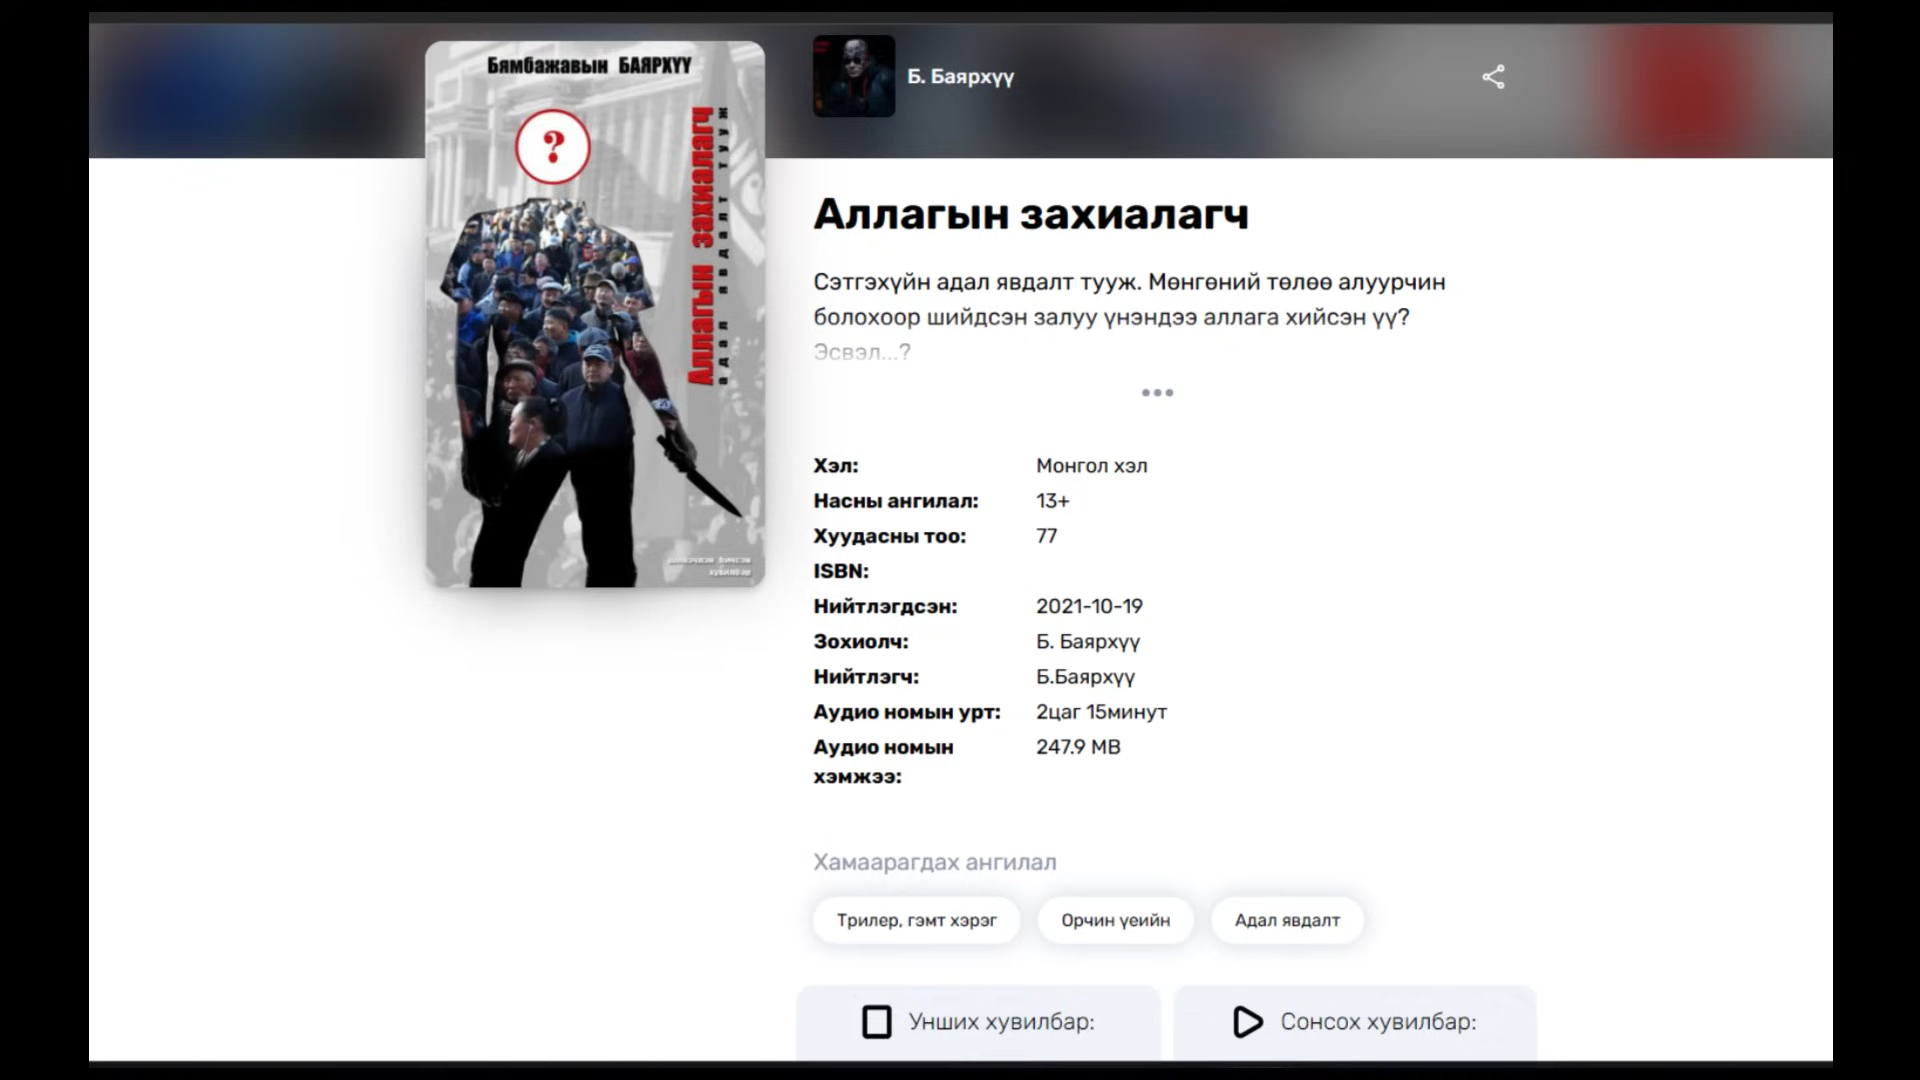 Бямбажавын БАЯРХҮҮ
?
Аллагын захиалагч
адал явдалт тууж
Б. Баярхүү
Аллагын захиалагч
Сэтгэхүйн адал явдалт тууж. Мөнгөний төлөө алуурчин
болохоор шийдсэн залуу үнэндээ аллага хийсэн үү?
Эсвэл...?
Хэл: Монгол хэл
Насны ангилал: 13+
Хуудасны тоо: 77
ISBN:
Нийтлэгдсэн: 2021-10-19
Зохиолч: Б. Баярхүү
Нийтлэгч: Б.Баярхүү
Аудио номын урт: 2цаг 15минут
Аудио номын 247.9 MB
хэмжээ:
Хамаарагдах ангилал
Трилер, гэмт хэрэг
Орчин үеийн
Адал явдалт
Унших хувилбар:
Сонсох хувилбар: